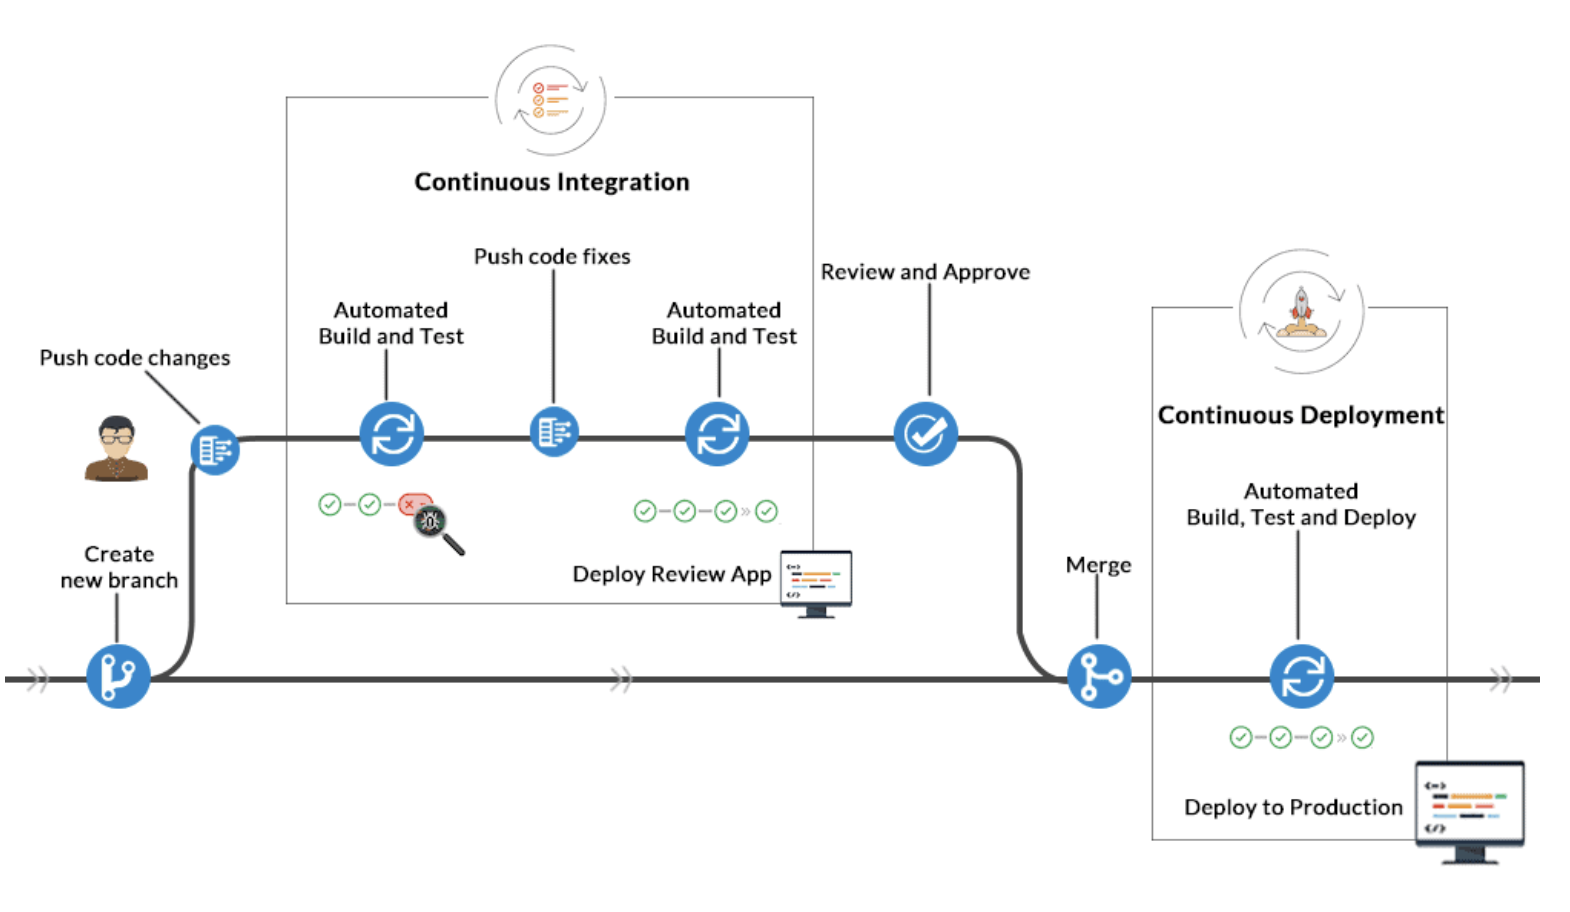 Continuous Integration
Push code fixes
Review and Approve
Automated
Build and Test
Automated
Build and Test
Push code changes
Continuous Deployment
Automated
Build, Test and Deploy
Create
new branch
Deploy Review App
Merge
Deploy to Production